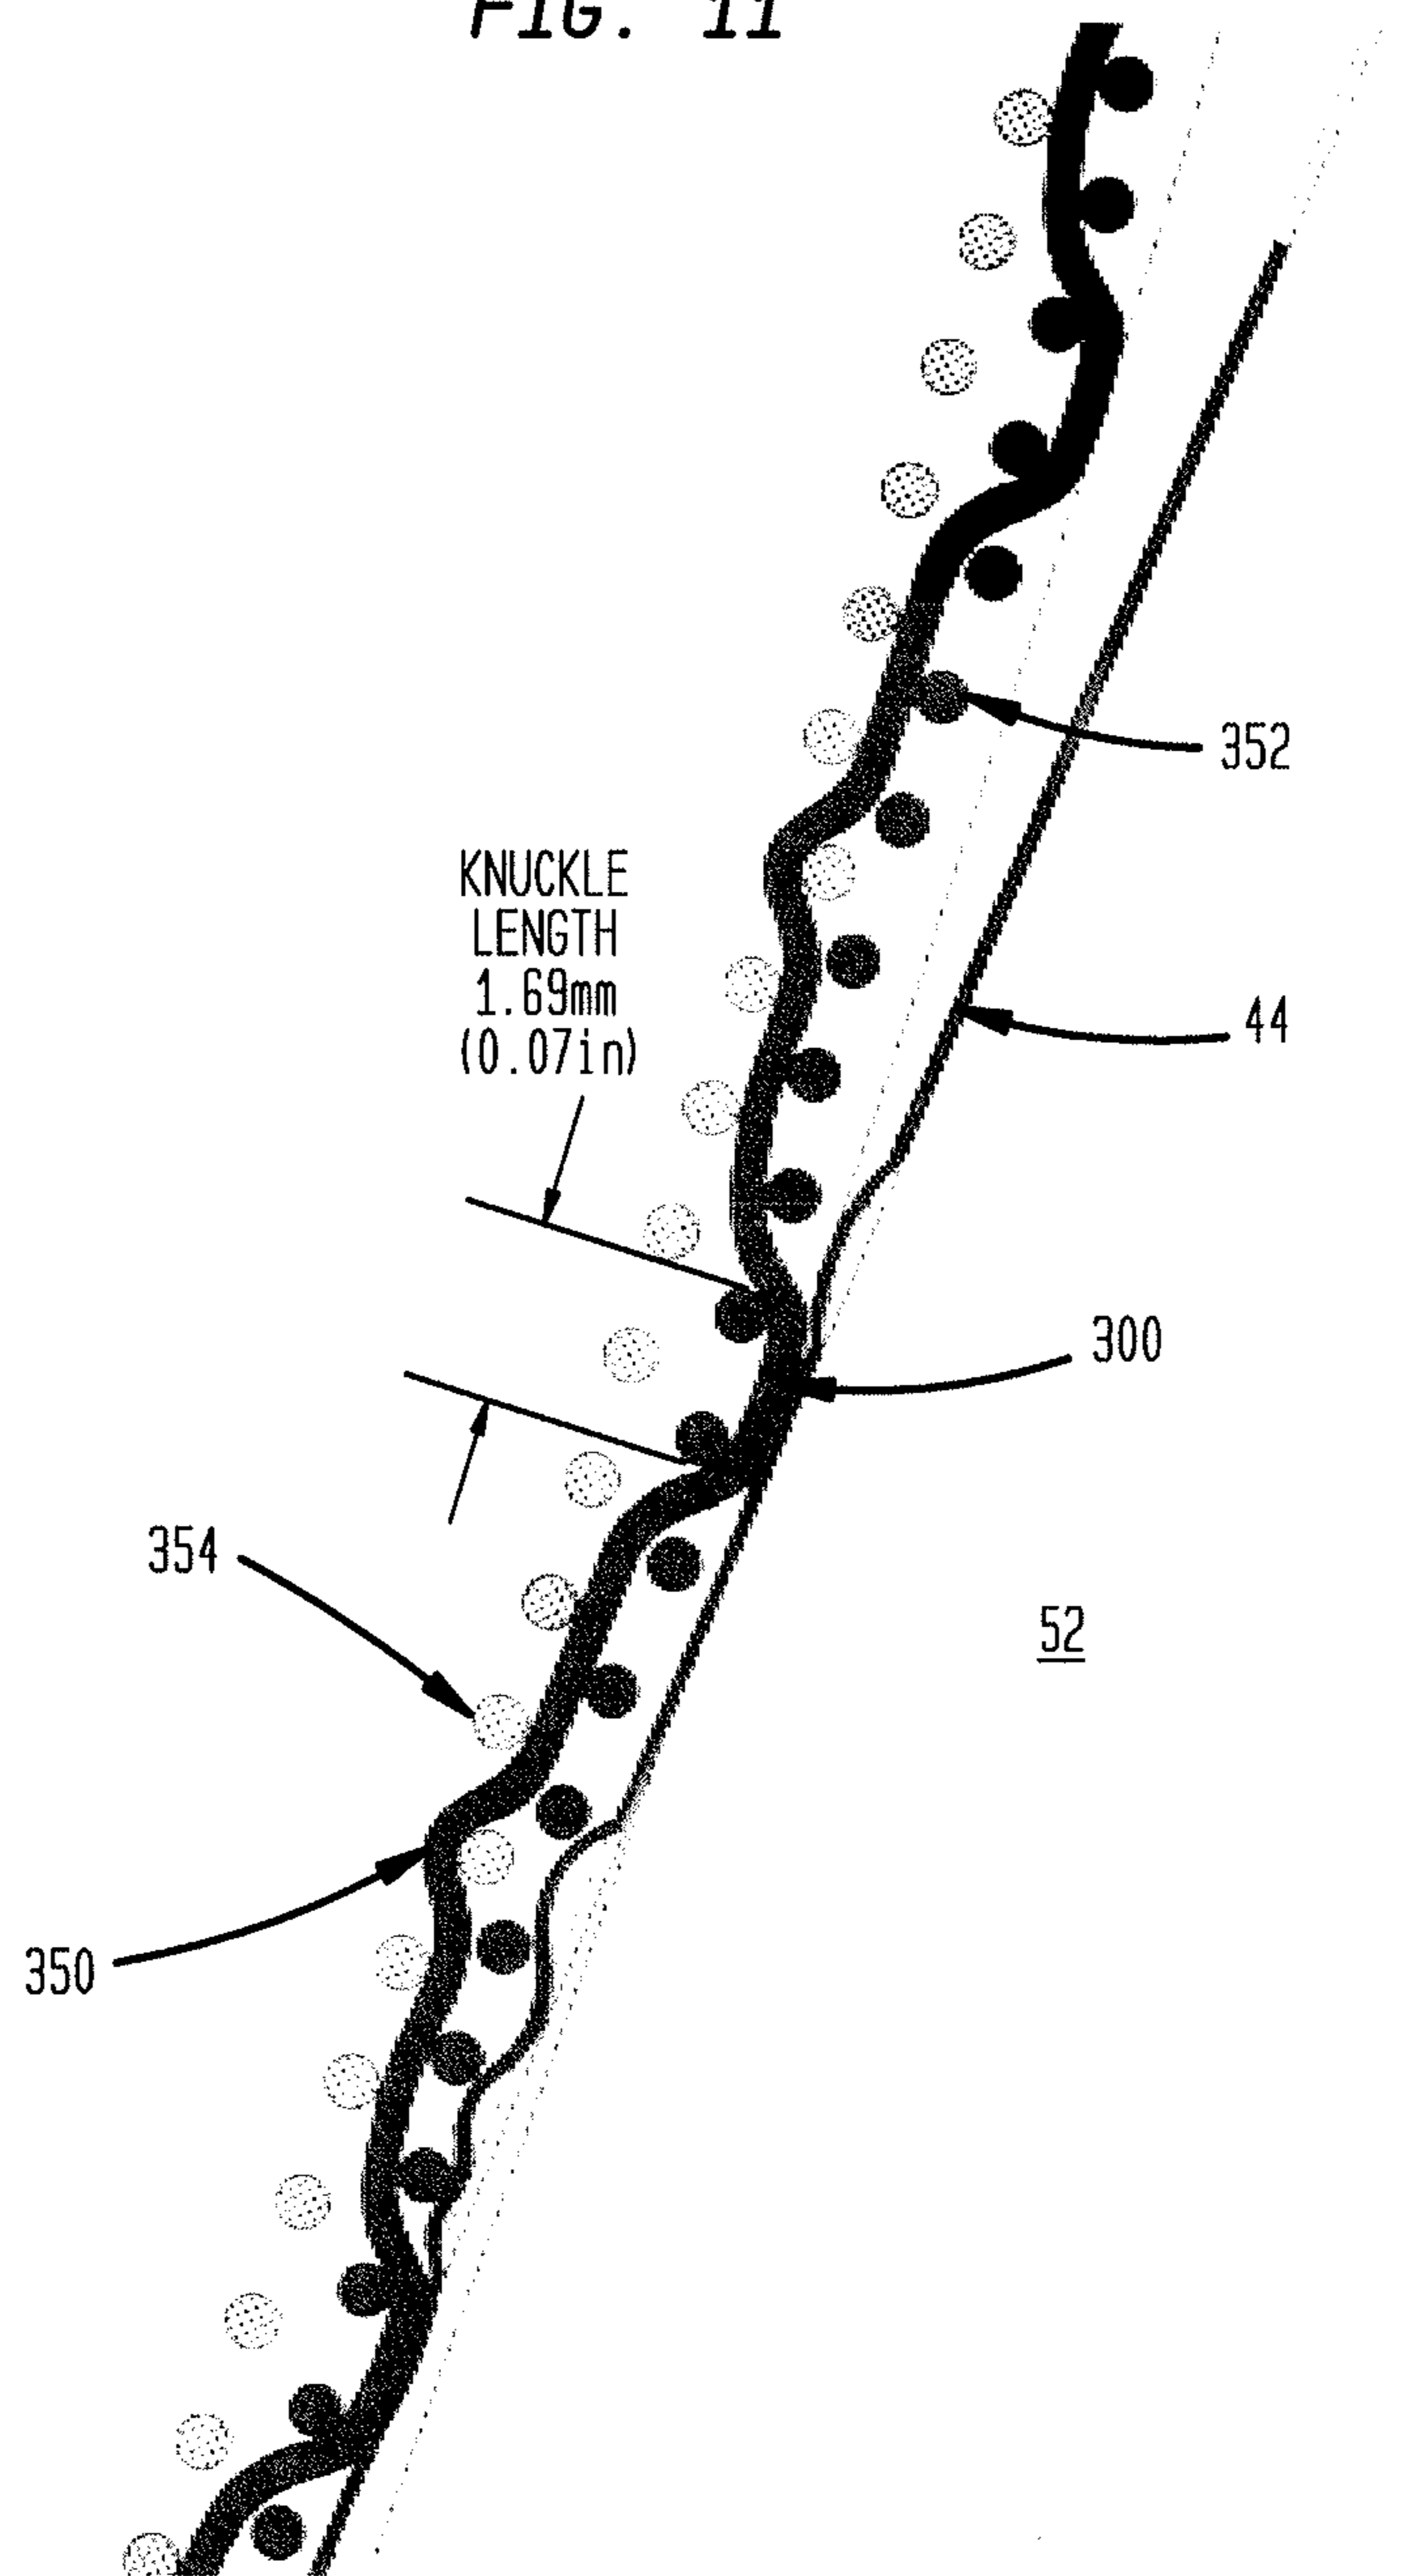 FIG. 11
352
KNUCKLE
LENGTH
1.69mm
(0.07in)
44
300
354
52
350